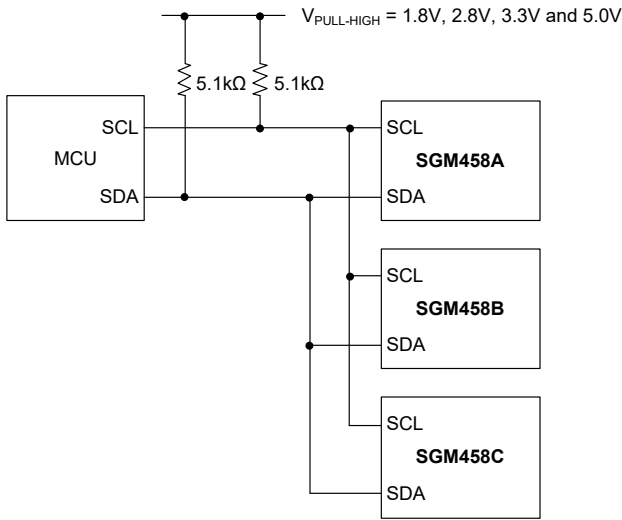 V_PULL-HIGH = 1.8V, 2.8V, 3.3V and 5.0V
5.1kΩ 5.1kΩ
MCU
SCL
SDA
SCL
SGM458A
SDA
SCL
SGM458B
SDA
SCL
SGM458C
SDA